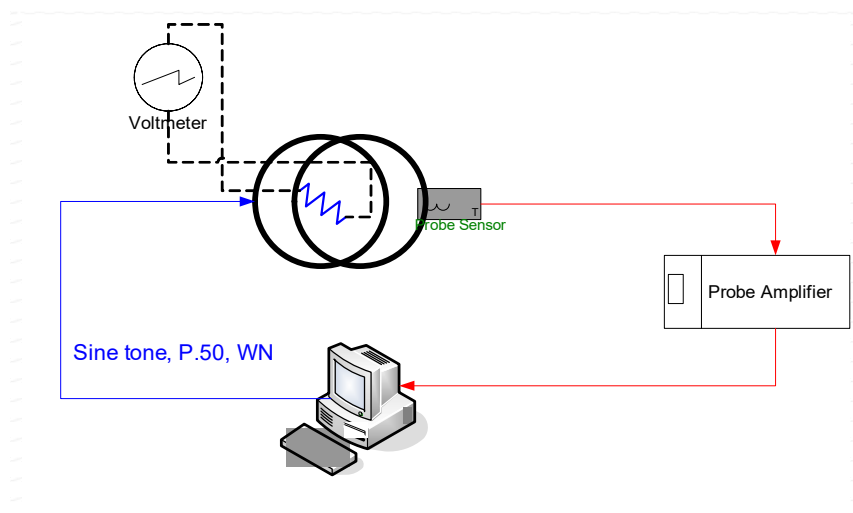 Voltmeter
T
Probe Sensor
Probe Amplifier
Sine tone, P.50, WN